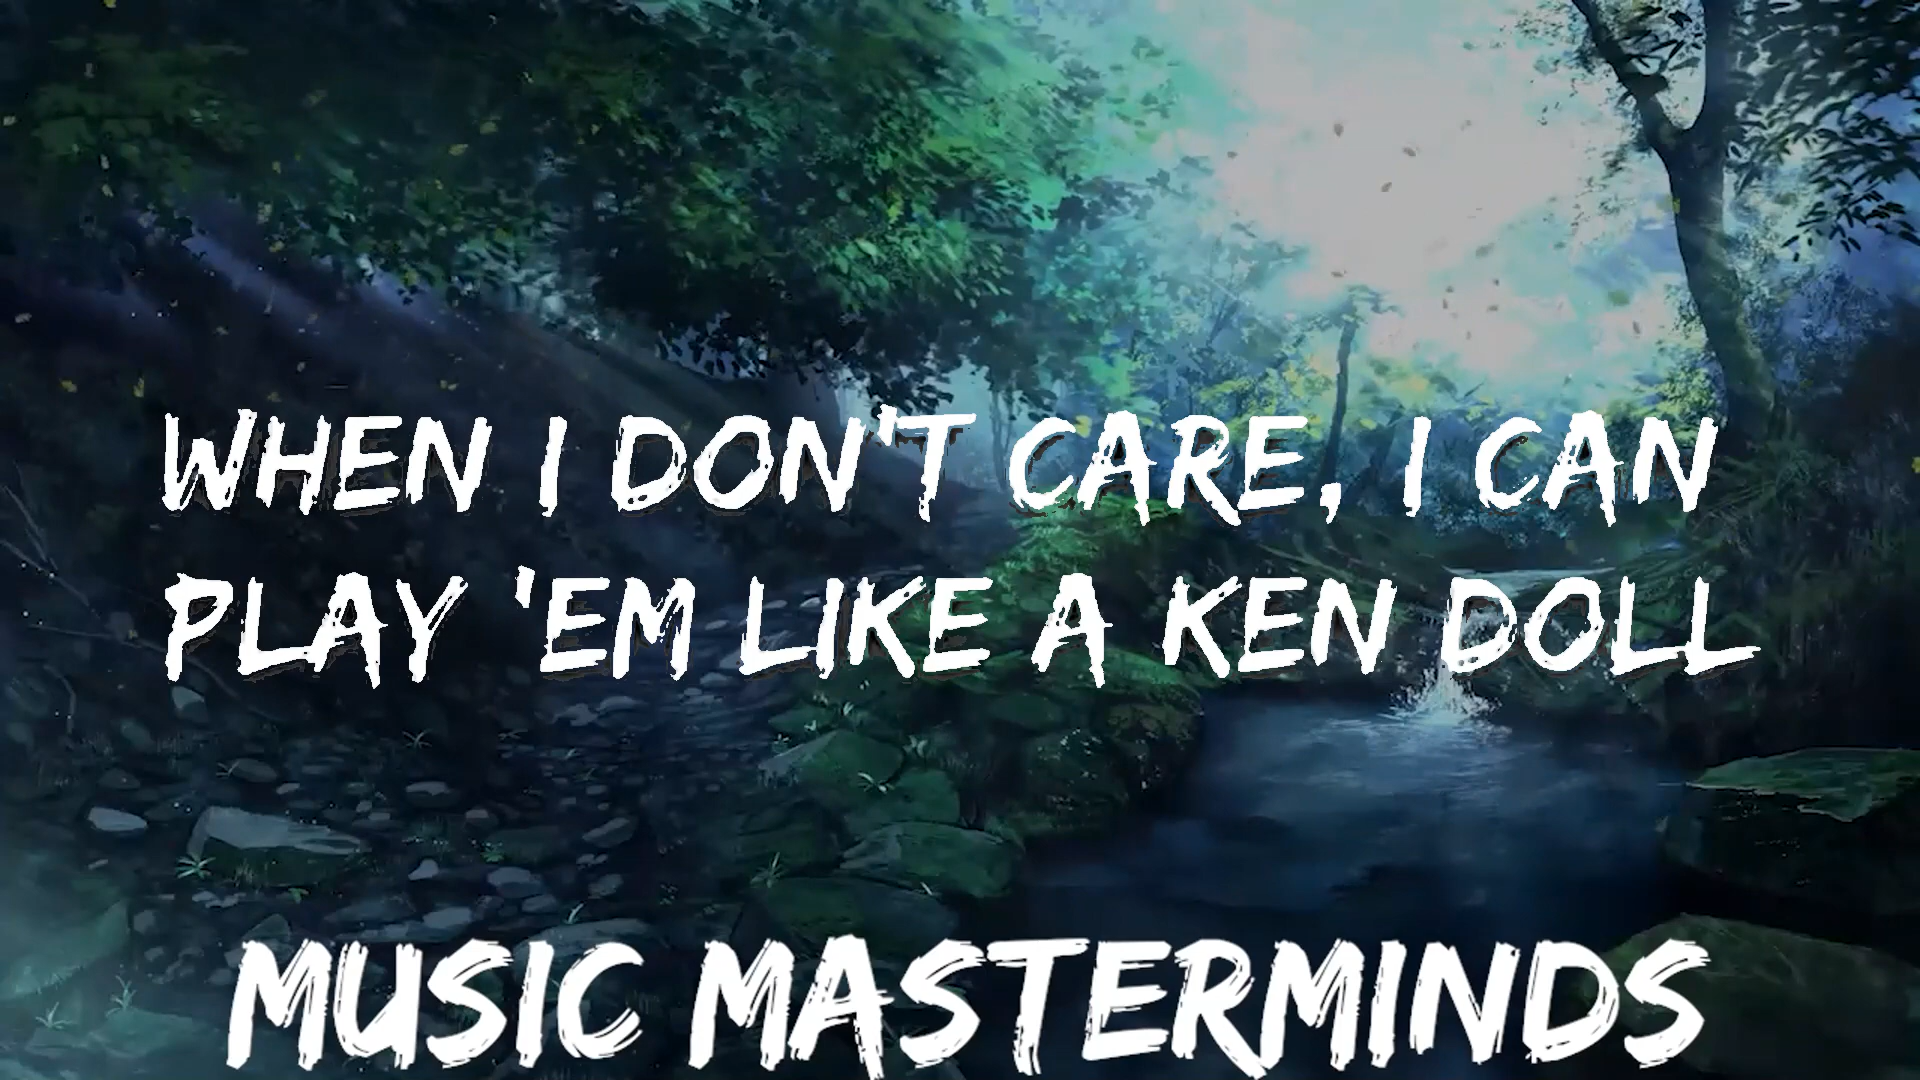 WHEN I DON'T CARE, I CAN
PLAY 'EM LIKE A KEN DOLL
MUSIC MASTERMINDS